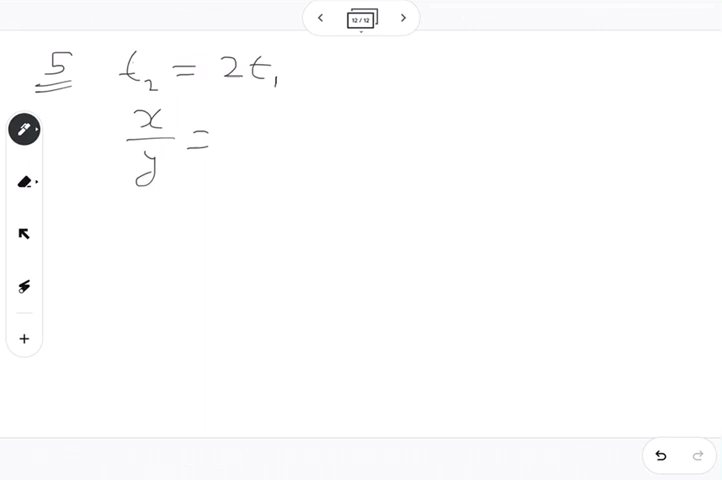 12 / 12
5 t₂ = 2t₁
x/y =